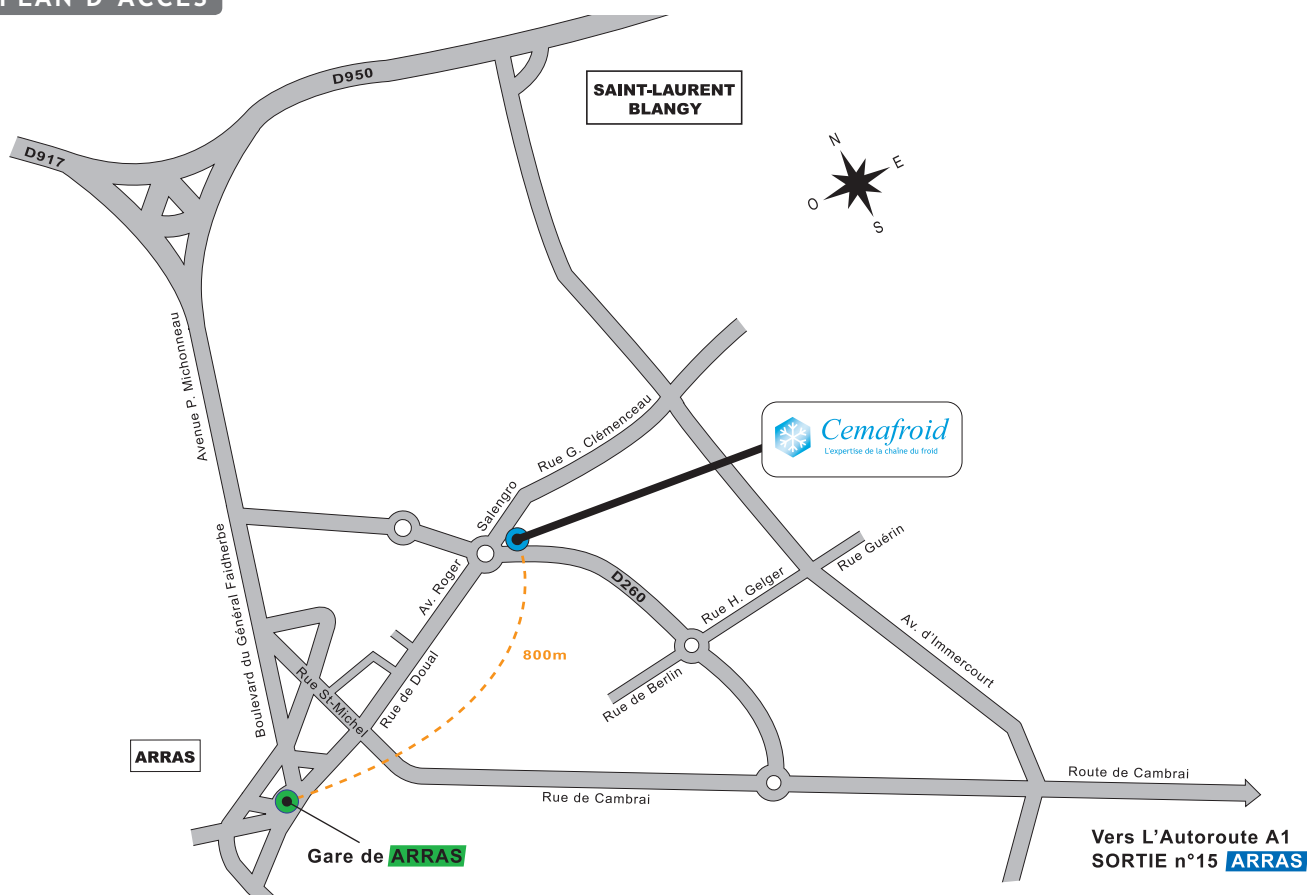 PLAN D'ACCÈS
D950
SAINT-LAURENT
BLANGY
D917
N
E
O
S
Avenue P. Michonneau
Rue G. Clémenceau
Cemafroid
L'expertise de la chaîne du froid
Salengro
Boulevard du Général Faidherbe
Av. Roger
D260
Rue H. Gelger
Rue Guérin
Av. d'Immercourt
800m
Rue de Berlin
Rue St-Michel
Rue de Doual
ARRAS
Rue de Cambrai
Route de Cambrai
Gare de ARRAS
Vers L'Autoroute A1
SORTIE n°15 ARRAS